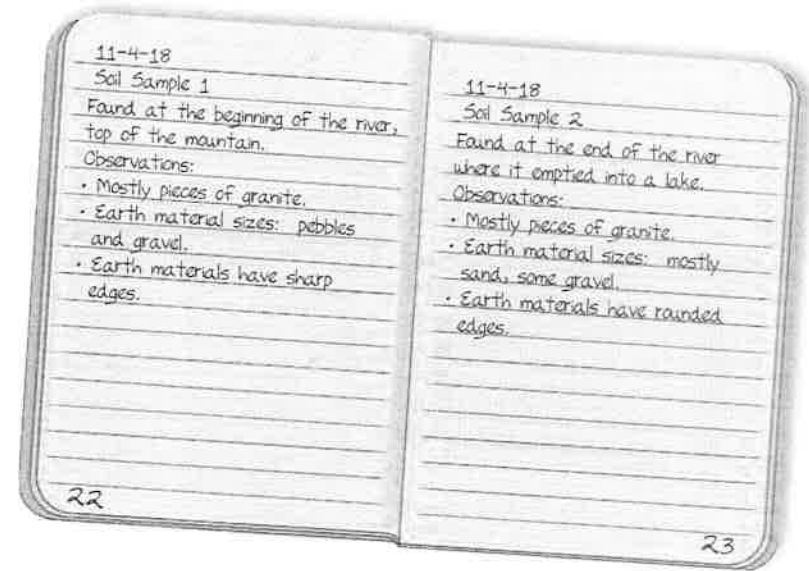 11-4-18
Soil Sample 1
Found at the beginning of the river,
top of the mountain.
Observations:
• Mostly pieces of granite.
• Earth material sizes: pebbles
and gravel.
• Earth materials have sharp
edges.
22
11-4-18
Soil Sample 2
Found at the end of the river
where it emptied into a lake.
Observations:
• Mostly pieces of granite.
• Earth material sizes: mostly
sand, some gravel.
• Earth materials have rounded
edges.
23